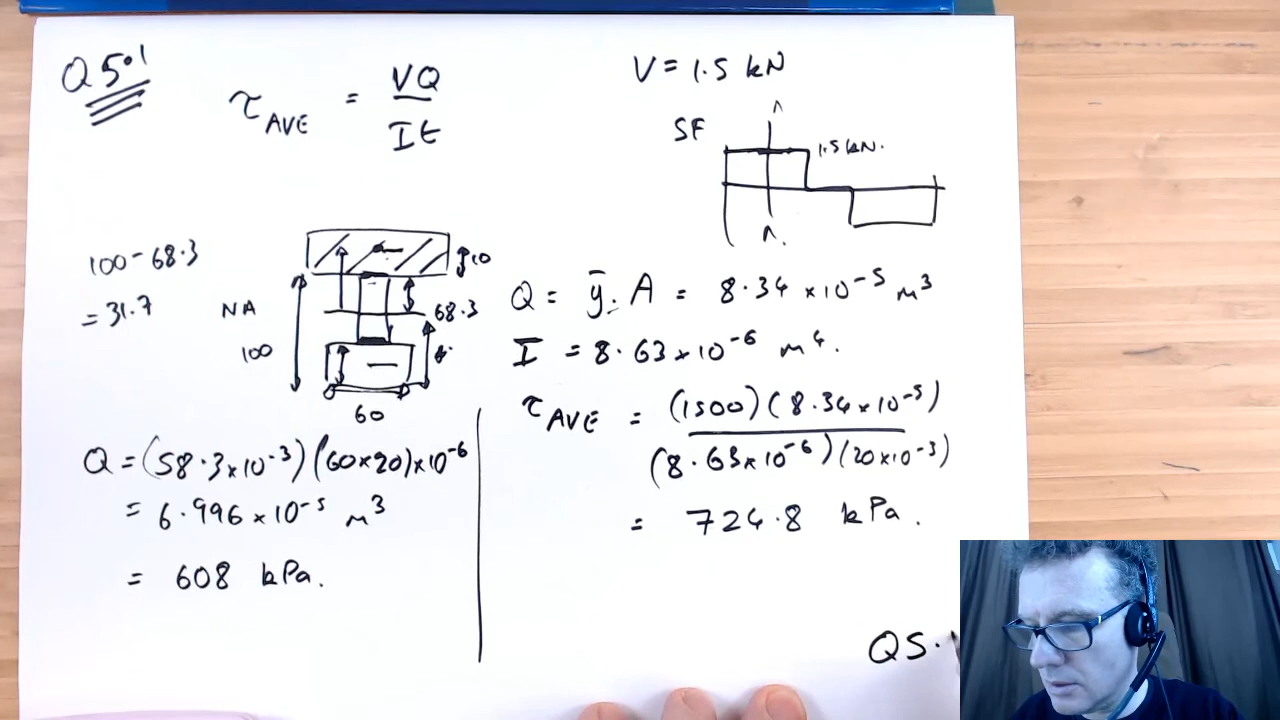 Q5.1
τ_AVE = VQ / It
V = 1.5 kN
SF
1.5 kN.
100 - 68.3
= 31.7
NA
100
10
68.3
60
Q = ȳ. A = 8.34 × 10⁻⁵ m³
I = 8.63 × 10⁻⁶ m⁴.
τ_AVE = (1500)(8.34 × 10⁻⁵) / (8.63 × 10⁻⁶)(20 × 10⁻³)
= 724.8 kPa.
Q = (58.3 × 10⁻³)(60 × 20) × 10⁻⁶
= 6.996 × 10⁻⁵ m³
= 608 kPa.
Q5.